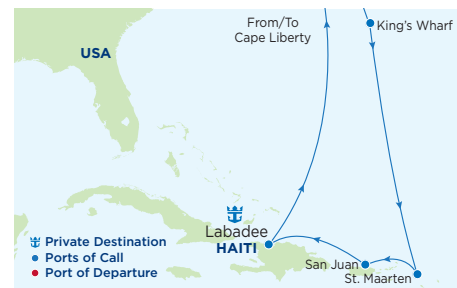 From/To
Cape Liberty
King's Wharf
USA
Labadee
HAITI
San Juan
St. Maarten
Private Destination
Ports of Call
Port of Departure